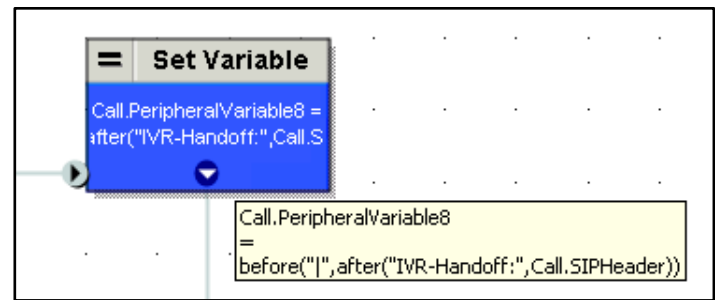 = Set Variable
Call.PeripheralVariable8 =
after("IVR-Handoff:",Call.S
Call.PeripheralVariable8
=
before("|",after("IVR-Handoff:",Call.SIPHeader))